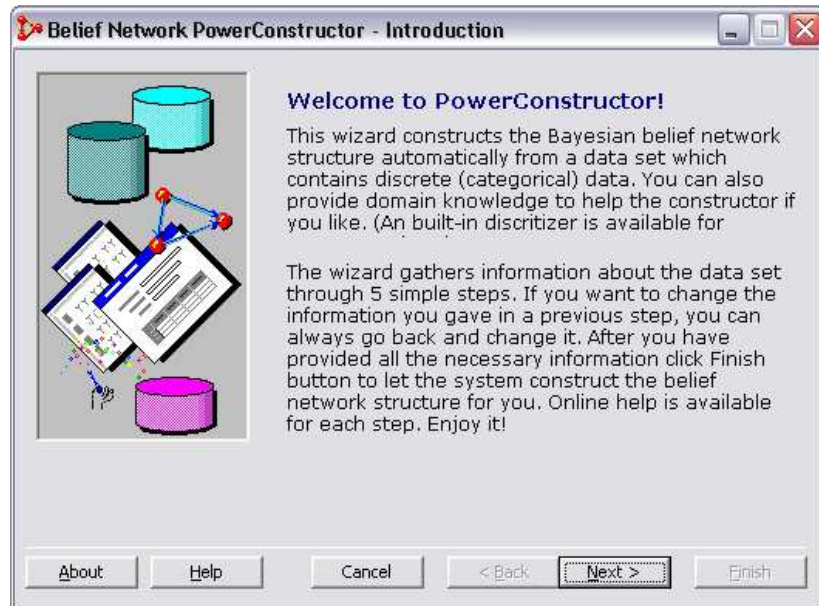 Belief Network PowerConstructor - Introduction
Welcome to PowerConstructor!
This wizard constructs the Bayesian belief network
structure automatically from a data set which
contains discrete (categorical) data. You can also
provide domain knowledge to help the constructor if
you like. (An built-in discritizer is available for
The wizard gathers information about the data set
through 5 simple steps. If you want to change the
information you gave in a previous step, you can
always go back and change it. After you have
provided all the necessary information click Finish
button to let the system construct the belief
network structure for you. Online help is available
for each step. Enjoy it!
About Help Cancel < Back Next > Finish